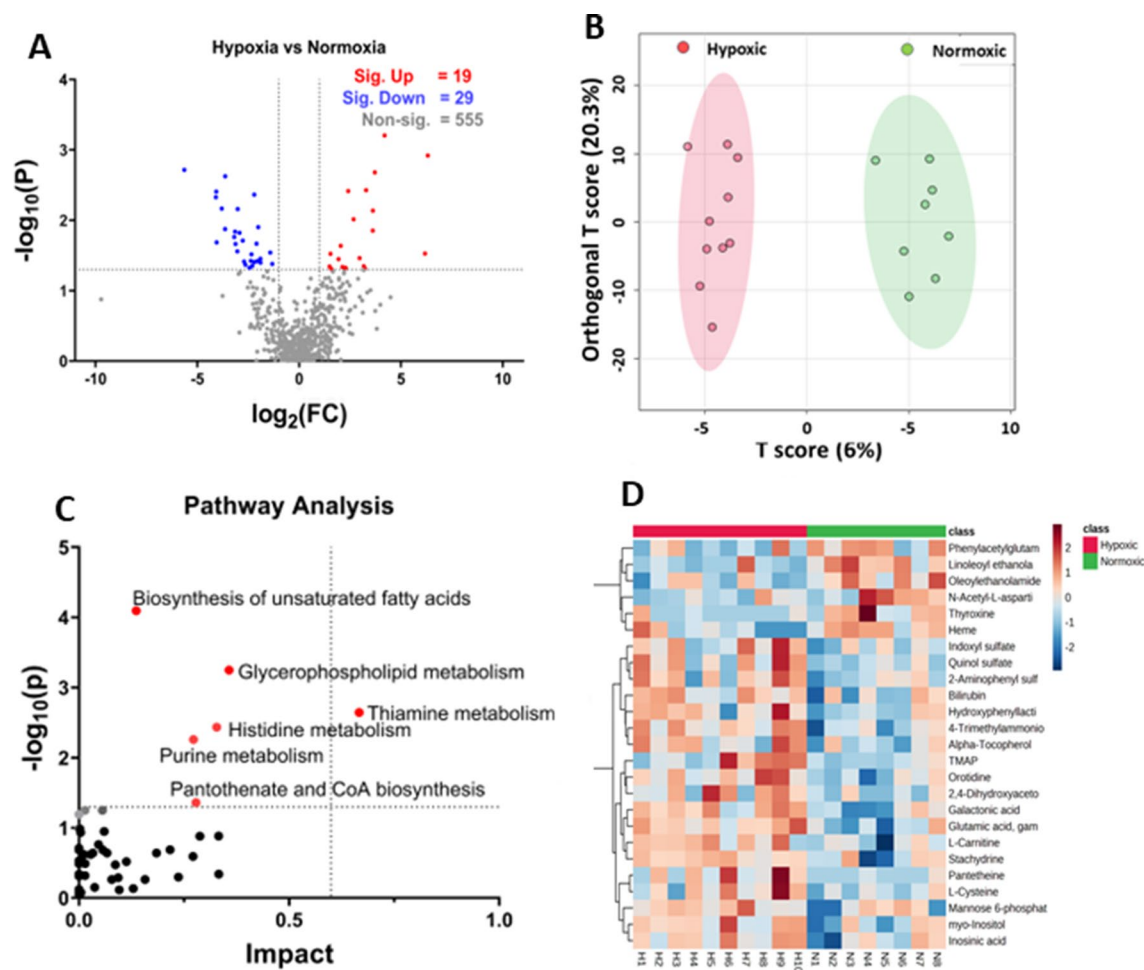 A
Hypoxia vs Normoxia
Sig. Up = 19
Sig. Down = 29
Non-sig. = 555
4
3
2
1
0
-10
-5
0
5
10
-log10(P)
log2(FC)
B
Hypoxic
Normoxic
20
10
0
-10
-20
-5
0
-5
10
Orthogonal T score (20.3%)
T score (6%)
C
Pathway Analysis
5
4
3
2
1
0
0.0
0.5
1.0
-log10(p)
Impact
Biosynthesis of unsaturated fatty acids
Glycerophospholipid metabolism
Thiamine metabolism
Histidine metabolism
Purine metabolism
Pantothenate and CoA biosynthesis
D
class
Phenylacetylglutam
Linoleoyl ethanola
Oleoylethanolamide
N-Acetyl-L-asparti
Thyroxine
Heme
Indoxyl sulfate
Quinol sulfate
2-Aminophenyl sulf
Bilirubin
Hydroxyphenyllacti
4-Trimethylammonio
Alpha-Tocopherol
TMAP
Orotidine
2,4-Dihydroxyaceto
Galactonic acid
Glutamic acid, gam
L-Carnitine
Stachydrine
Pantetheine
L-Cysteine
Mannose 6-phosphat
myo-Inositol
Inosinic acid
H1
H2
H3
H4
H5
H6
H7
H8
H9
H10
N1
N2
N3
N4
N5
N6
N7
N8
2
1
0
-1
-2
class
Hypoxic
Normoxic